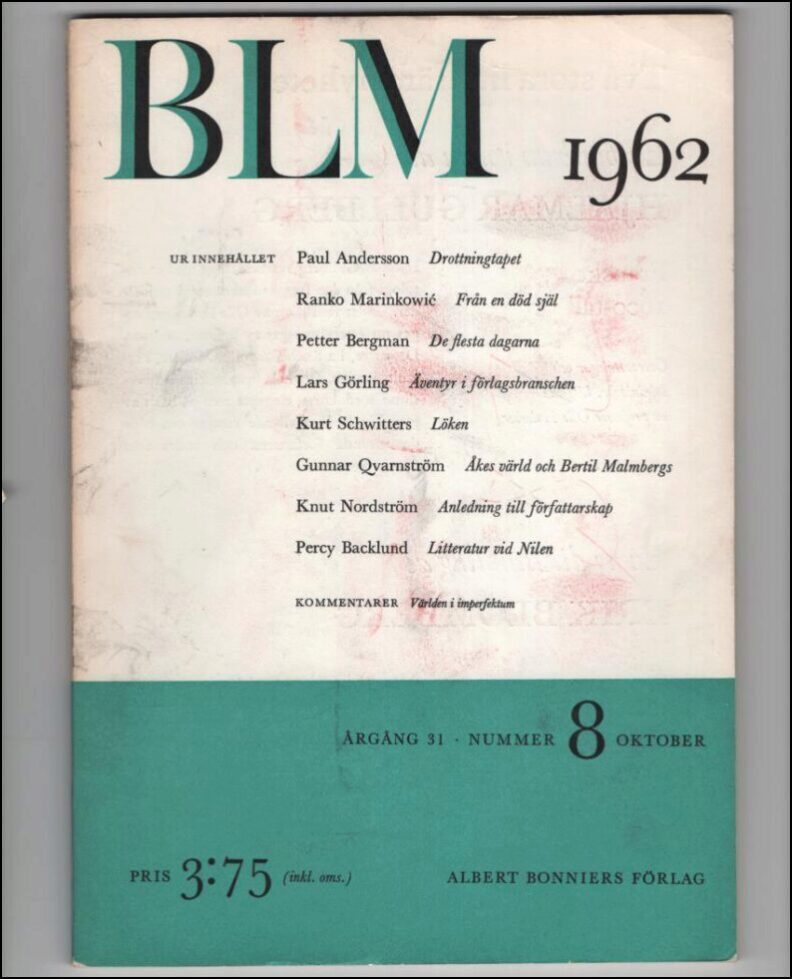 BLM
1962
UR INNEHÅLLET Paul Andersson Drottningtapet
Ranko Marinkowić Från en död själ
Petter Bergman De flesta dagarna
Lars Görling Äventyr i förlagsbranschen
Kurt Schwitters Löken
Gunnar Qvarnström Åkes värld och Bertil Malmbergs
Knut Nordström Anledning till författarskap
Percy Backlund Litteratur vid Nilen
KOMMENTARER Världen i imperfektum
ÅRGÅNG 31 · NUMMER 8 OKTOBER
PRIS 3:75 (inkl. oms.) ALBERT BONNIERS FÖRLAG